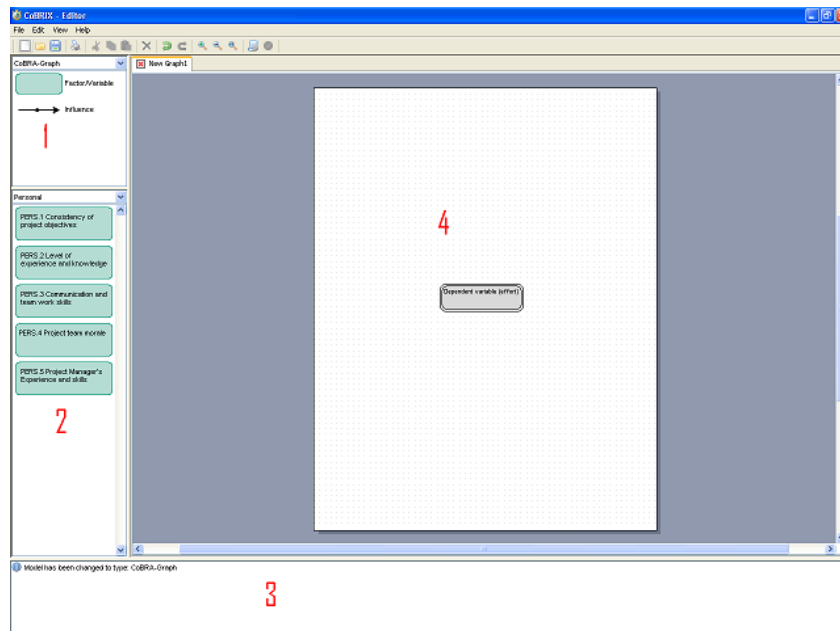 CoBRIX - Editor
File Edit View Help
CoBRA-Graph
New Graph1
Factor/Variable
Influence
1
Personal
PERS.1 Consistency of
project objectives
PERS.2 Level of
experience and knowledge
PERS.3 Communication and
team work skills
PERS.4 Project team morale
PERS.5 Project Manager's
Experience and skills
2
4
Dependent variable (effort)
Model has been changed to type: CoBRA-Graph
3